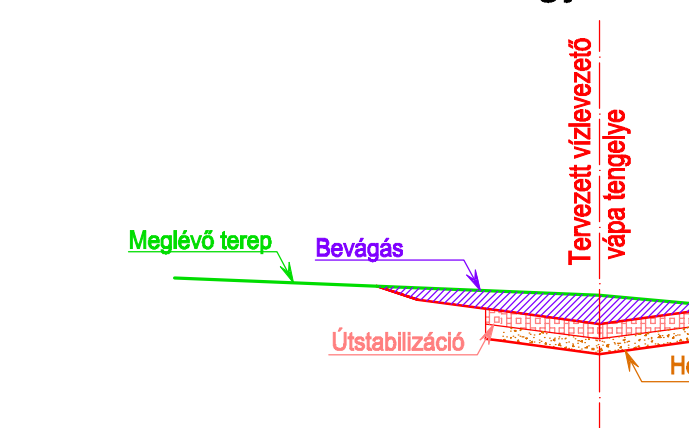 Tervezett vízlevezető
vápa tengelye
Meglévő terep
Bevágás
Útstabilizáció